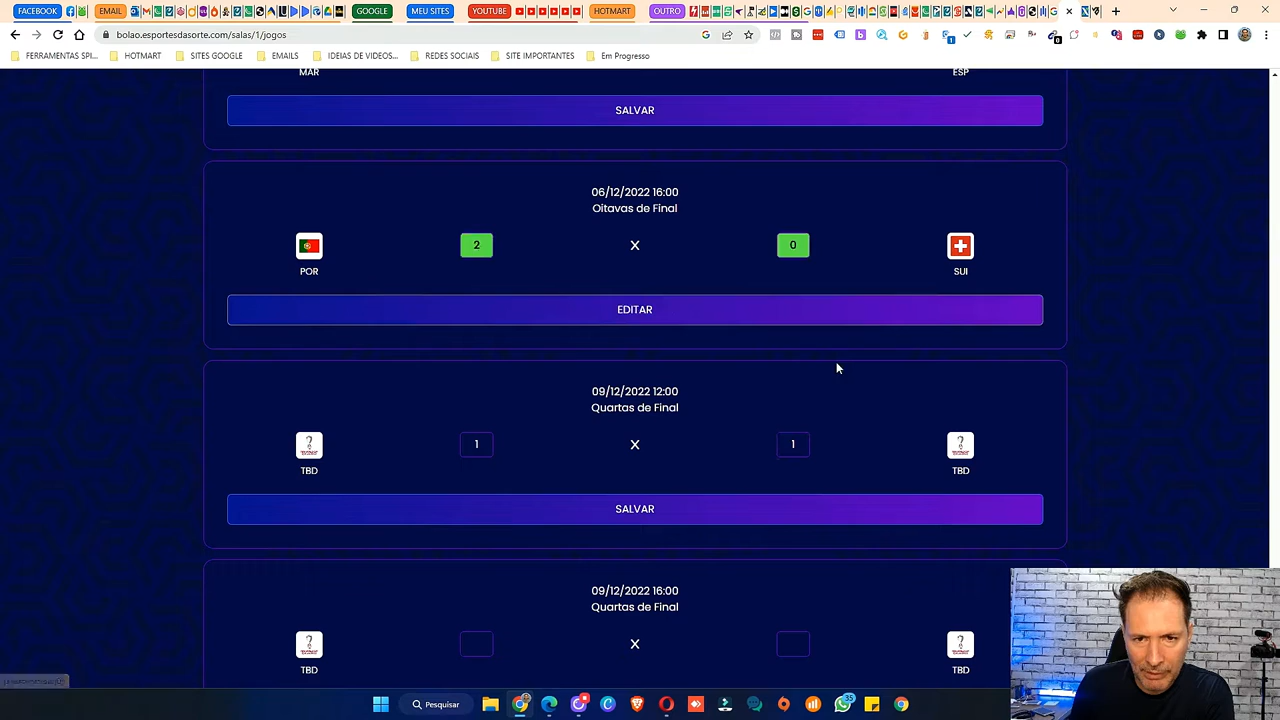 FACEBOOK
EMAIL
GOOGLE
MEU SITES
YOUTUBE
HOTMART
OUTRO
bolao.esportesdasorte.com/salas/1/jogos
FERRAMENTAS SPI...
HOTMART
SITES GOOGLE
EMAILS
IDEIAS DE VIDEOS...
REDES SOCIAIS
SITE IMPORTANTES
Em Progresso
MAR
ESP
SALVAR
06/12/2022 16:00
Oitavas de Final
2
X
0
POR
SUI
EDITAR
09/12/2022 12:00
Quartas de Final
1
X
1
TBD
TBD
SALVAR
09/12/2022 16:00
Quartas de Final
X
TBD
TBD
Pesquisar
35